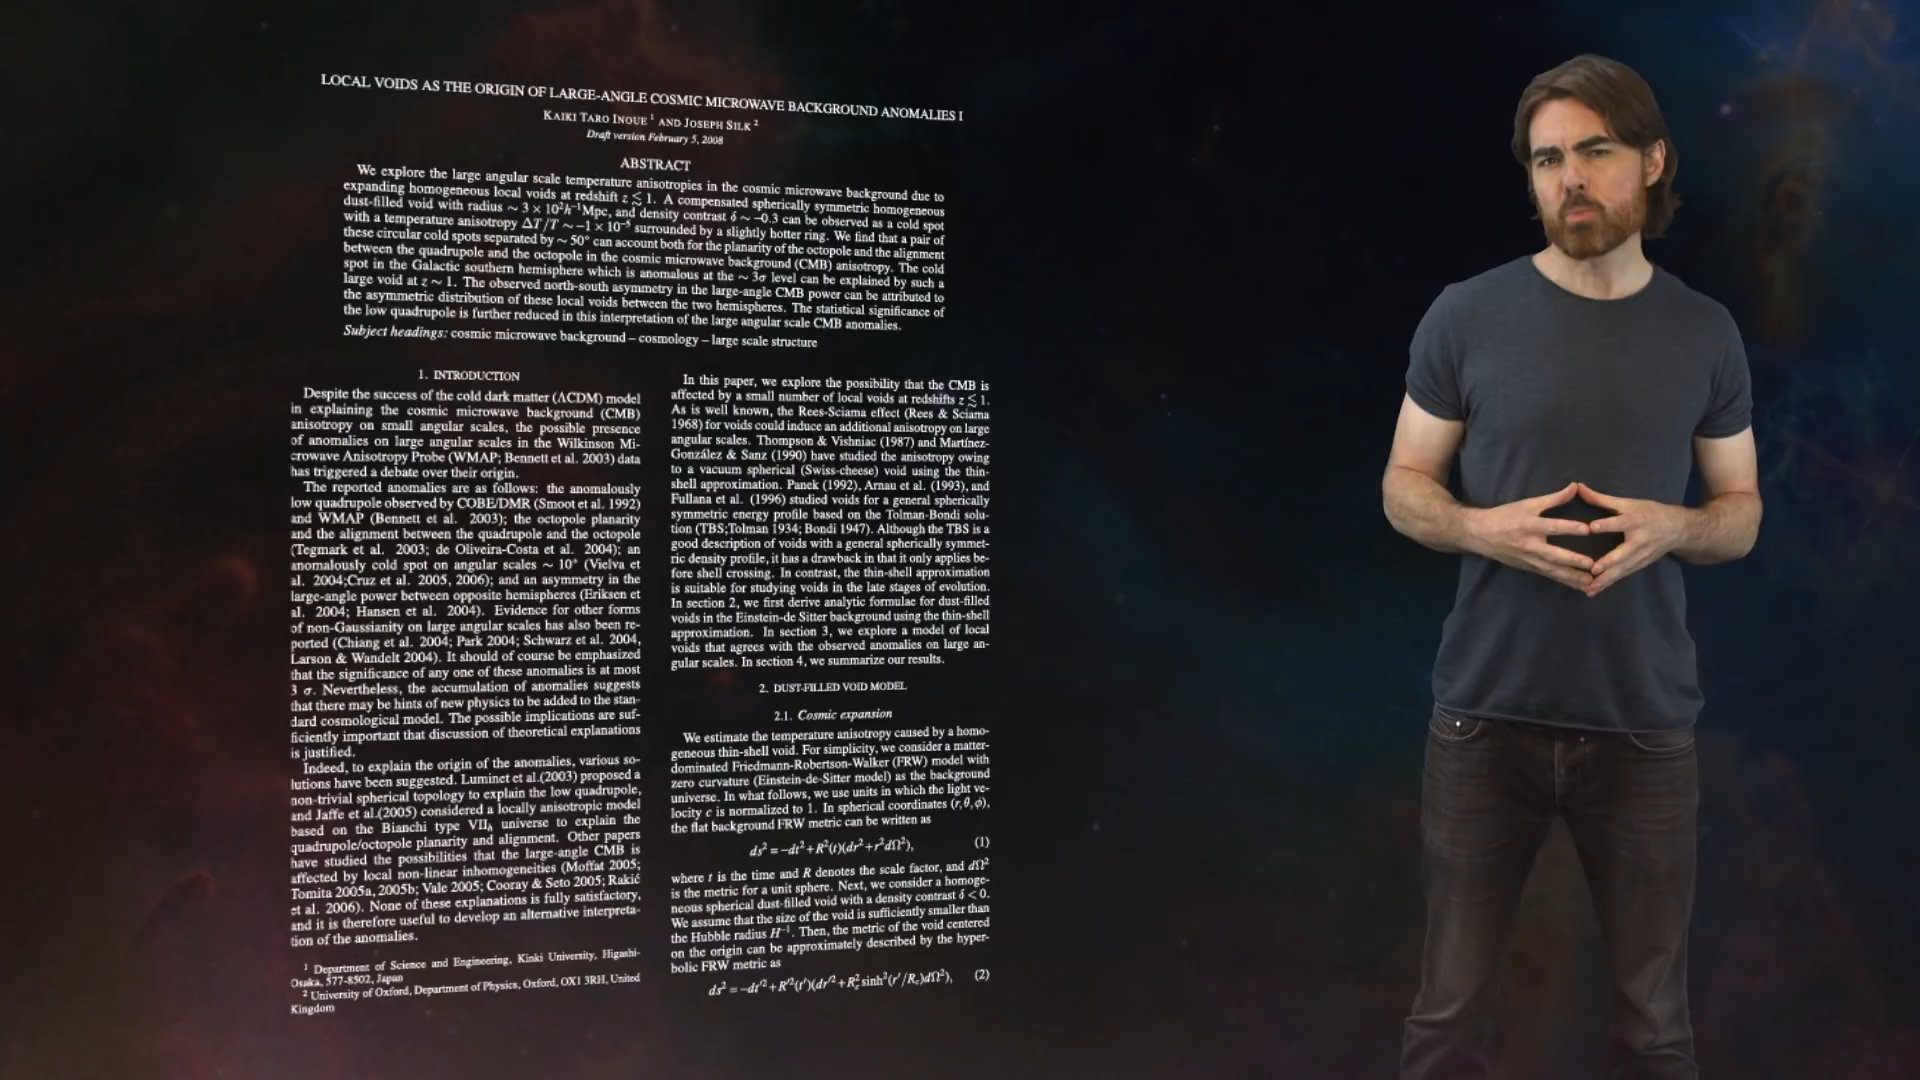 LOCAL VOIDS AS THE ORIGIN OF LARGE-ANGLE COSMIC MICROWAVE BACKGROUND ANOMALIES I
KAIKI TARO INOUE ¹ AND JOSEPH SILK ²
Draft version February 5, 2008
ABSTRACT
We explore the large angular scale temperature anisotropies in the cosmic microwave background due to
expanding homogeneous local voids at redshift z ≲ 1. A compensated spherically symmetric homogeneous
dust-filled void with radius ∼ 3 × 10²h⁻¹Mpc, and density contrast δ ∼ −0.3 can be observed as a cold spot
with a temperature anisotropy ΔT/T ∼ −1 × 10⁻⁵ surrounded by a slightly hotter ring. We find that a pair of
these circular cold spots separated by ∼ 50° can account both for the planarity of the octopole and the alignment
between the quadrupole and the octopole in the cosmic microwave background (CMB) anisotropy. The cold
spot in the Galactic southern hemisphere which is anomalous at the ∼ 3σ level can be explained by such a
large void at z ∼ 1. The observed north-south asymmetry in the large-angle CMB power can be attributed to
the asymmetric distribution of these local voids between the two hemispheres. The statistical significance of
the low quadrupole is further reduced in this interpretation of the large angular scale CMB anomalies.
Subject headings: cosmic microwave background – cosmology – large scale structure
1. INTRODUCTION
Despite the success of the cold dark matter (ΛCDM) model
in explaining the cosmic microwave background (CMB)
anisotropy on small angular scales, the possible presence
of anomalies on large angular scales in the Wilkinson Mi-
crowave Anisotropy Probe (WMAP; Bennett et al. 2003) data
has triggered a debate over their origin.
The reported anomalies are as follows: the anomalously
low quadrupole observed by COBE/DMR (Smoot et al. 1992)
and WMAP (Bennett et al. 2003); the octopole planarity
and the alignment between the quadrupole and the octopole
(Tegmark et al. 2003; de Oliveira-Costa et al. 2004); an
anomalously cold spot on angular scales ∼ 10° (Vielva et
al. 2004;Cruz et al. 2005, 2006); and an asymmetry in the
large-angle power between opposite hemispheres (Eriksen et
al. 2004; Hansen et al. 2004). Evidence for other forms
of non-Gaussianity on large angular scales has also been re-
ported (Chiang et al. 2004; Park 2004; Schwarz et al. 2004,
Larson & Wandelt 2004). It should of course be emphasized
that the significance of any one of these anomalies is at most
3 σ. Nevertheless, the accumulation of anomalies suggests
that there may be hints of new physics to be added to the stan-
dard cosmological model. The possible implications are suf-
ficiently important that discussion of theoretical explanations
is justified.
Indeed, to explain the origin of the anomalies, various so-
lutions have been suggested. Luminet et al.(2003) proposed a
non-trivial spherical topology to explain the low quadrupole,
and Jaffe et al.(2005) considered a locally anisotropic model
based on the Bianchi type VIIₕ universe to explain the
quadrupole/octopole planarity and alignment. Other papers
have studied the possibilities that the large-angle CMB is
affected by local non-linear inhomogeneities (Moffat 2005;
Tomita 2005a, 2005b; Vale 2005; Cooray & Seto 2005; Rakić
et al. 2006). None of these explanations is fully satisfactory,
and it is therefore useful to develop an alternative interpreta-
tion of the anomalies.
¹ Department of Science and Engineering, Kinki University, Higashi-
Osaka, 577-8502, Japan
² University of Oxford, Department of Physics, Oxford, OX1 3RH, United
Kingdom
In this paper, we explore the possibility that the CMB is
affected by a small number of local voids at redshifts z ≲ 1.
As is well known, the Rees-Sciama effect (Rees & Sciama
1968) for voids could induce an additional anisotropy on large
angular scales. Thompson & Vishniac (1987) and Martínez-
González & Sanz (1990) have studied the anisotropy owing
to a vacuum spherical (Swiss-cheese) void using the thin-
shell approximation. Panek (1992), Arnau et al. (1993), and
Fullana et al. (1996) studied voids for a general spherically
symmetric energy profile based on the Tolman-Bondi solu-
tion (TBS;Tolman 1934; Bondi 1947). Although the TBS is a
good description of voids with a general spherically symmet-
ric density profile, it has a drawback in that it only applies be-
fore shell crossing. In contrast, the thin-shell approximation
is suitable for studying voids in the late stages of evolution.
In section 2, we first derive analytic formulae for dust-filled
voids in the Einstein-de Sitter background using the thin-shell
approximation. In section 3, we explore a model of local
voids that agrees with the observed anomalies on large an-
gular scales. In section 4, we summarize our results.
2. DUST-FILLED VOID MODEL
2.1. Cosmic expansion
We estimate the temperature anisotropy caused by a homo-
geneous thin-shell void. For simplicity, we consider a matter-
dominated Friedmann-Robertson-Walker (FRW) model with
zero curvature (Einstein-de-Sitter model) as the background
universe. In what follows, we use units in which the light ve-
locity c is normalized to 1. In spherical coordinates (r,θ,φ),
the flat background FRW metric can be written as
ds² = −dt² + R²(t)(dr² + r²dΩ²), (1)
where t is the time and R denotes the scale factor, and dΩ²
is the metric for a unit sphere. Next, we consider a homoge-
neous spherical dust-filled void with a density contrast δ < 0.
We assume that the size of the void is sufficiently smaller than
the Hubble radius H⁻¹. Then, the metric of the void centered
on the origin can be approximately described by the hyper-
bolic FRW metric as
ds² = −dt′² + R′²(t′)(dr′² + R_c² sinh²(r′/R_c)dΩ²), (2)